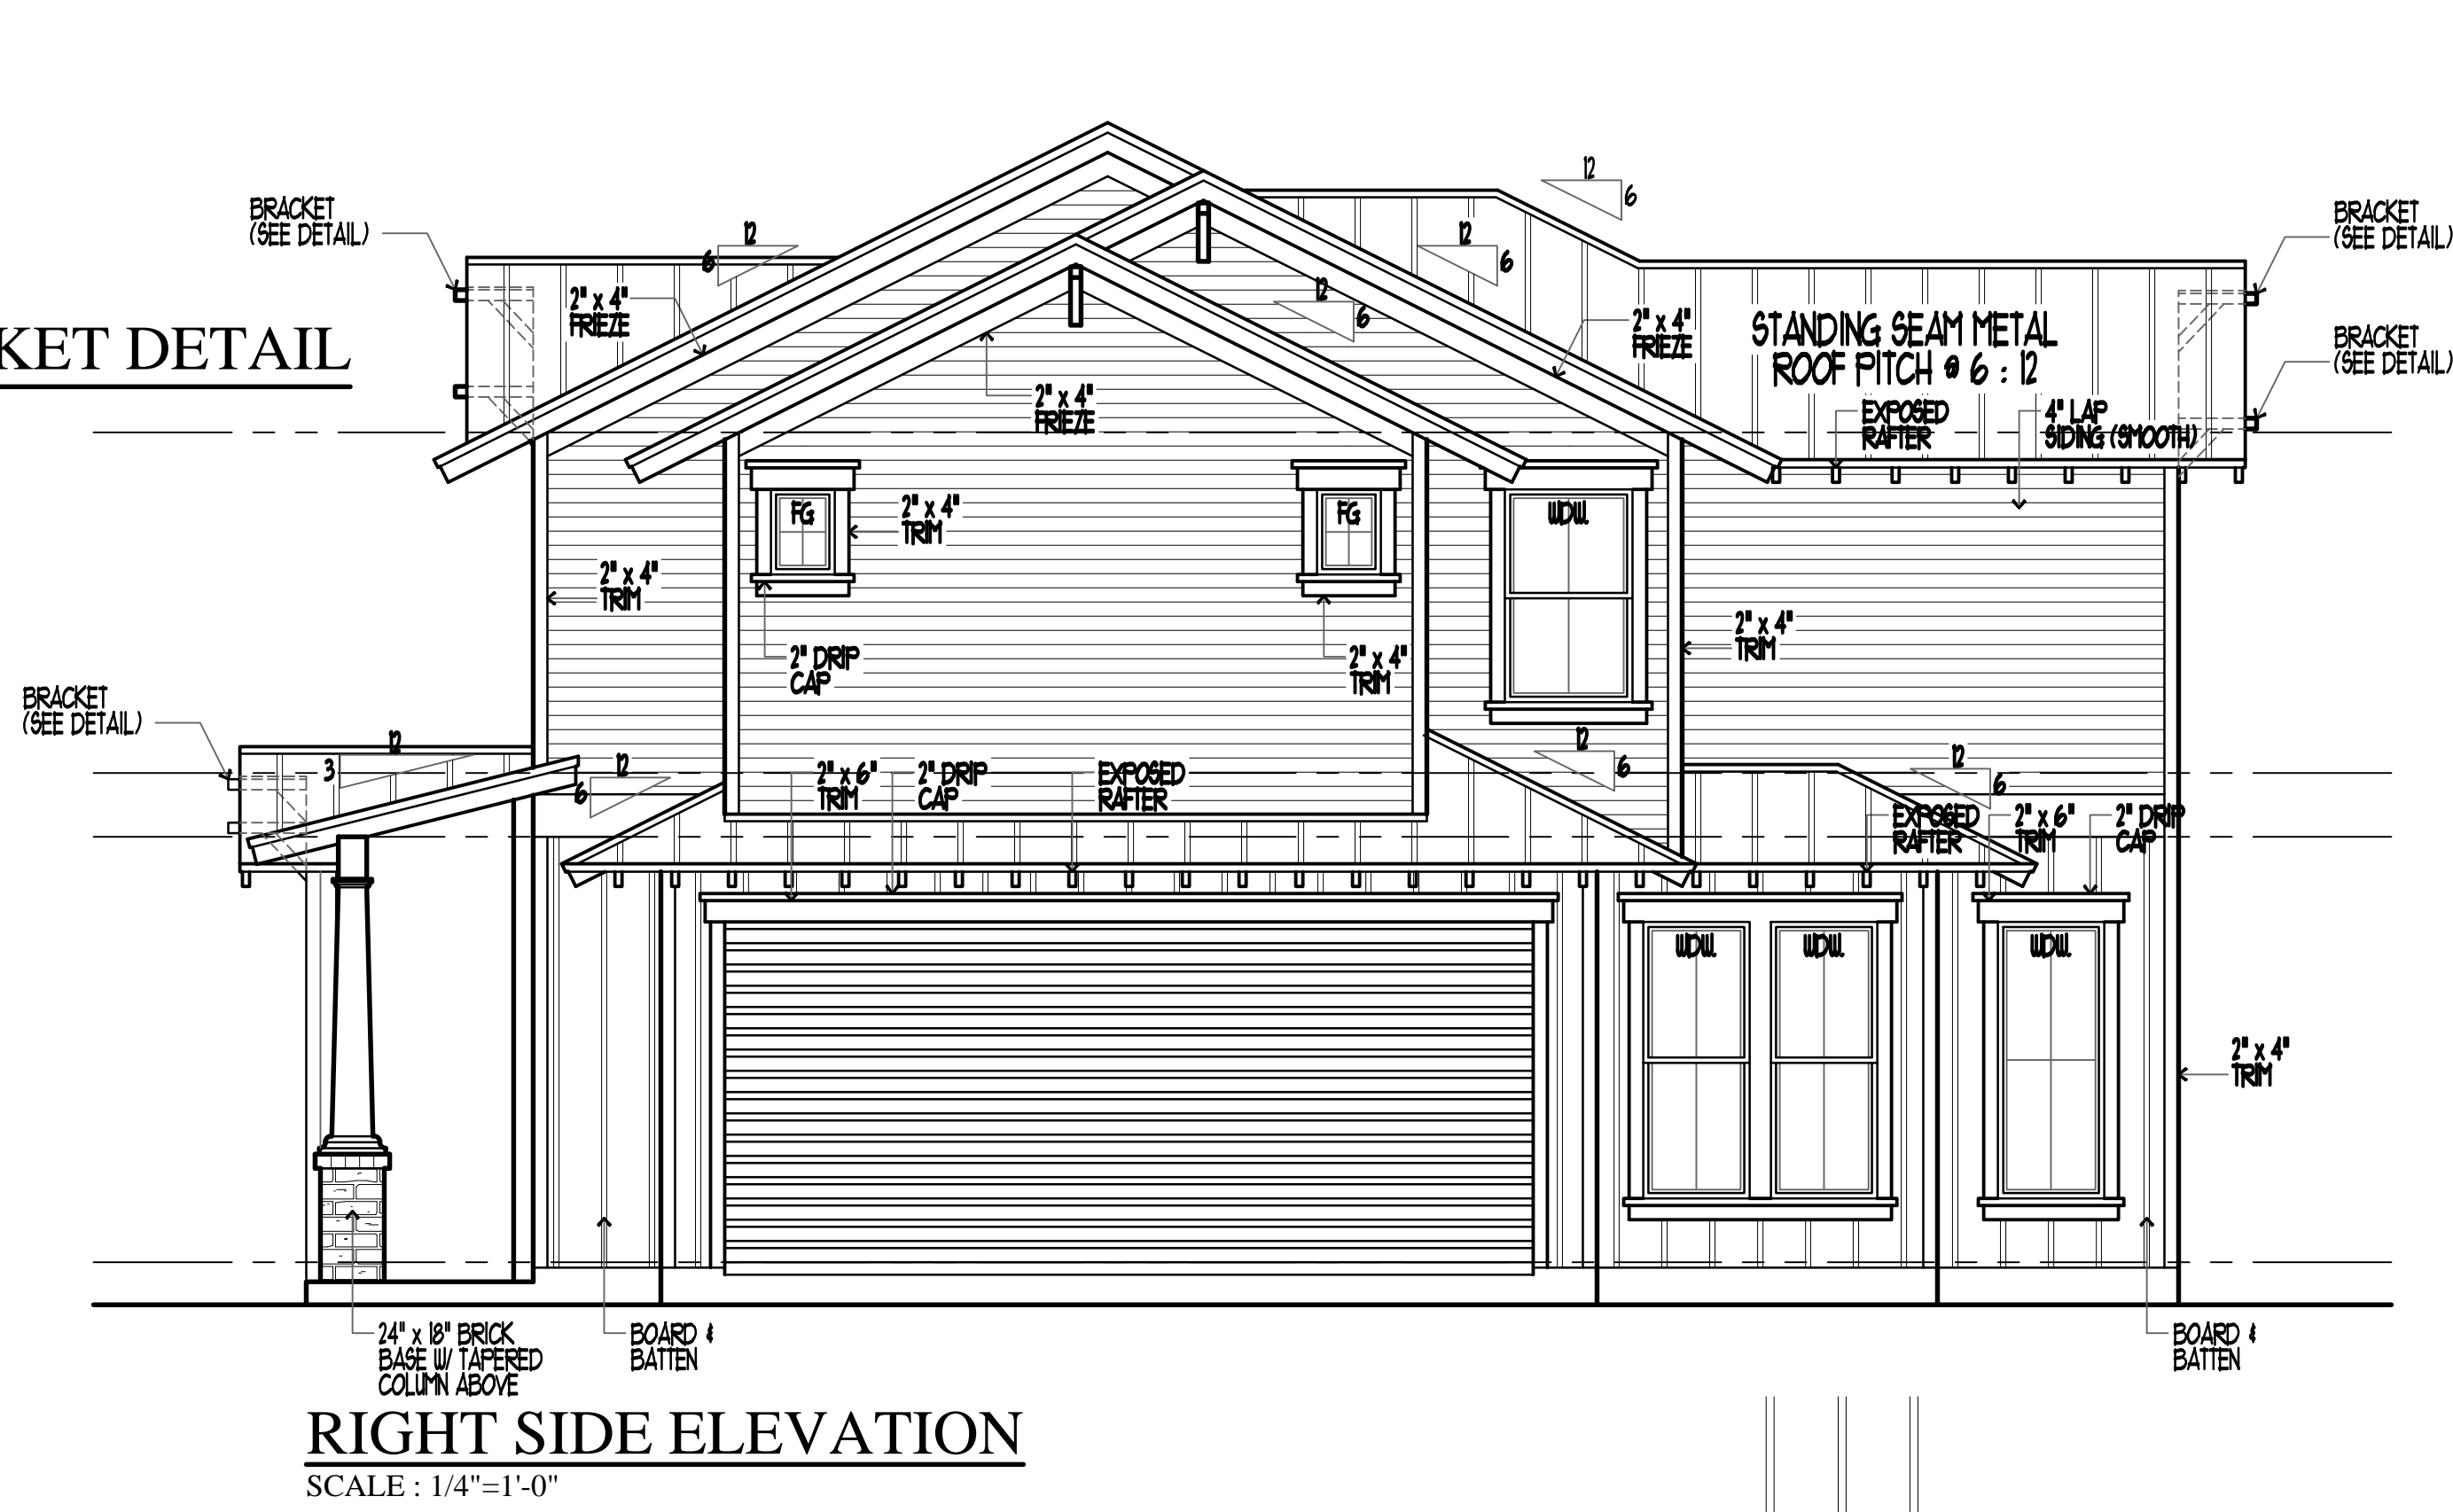 12
6
BRACKET
(SEE DETAIL)
12
6
12
6
BRACKET
(SEE DETAIL)
2" x 4"
FRIEZE
12
6
2" x 4"
FRIEZE
STANDING SEAM METAL
ROOF PITCH @ 6 : 12
KET DETAIL
BRACKET
(SEE DETAIL)
2" x 4"
FRIEZE
EXPOSED
RAFTER
4" LAP
SIDING (SMOOTH)
FG
2" x 4"
TRIM
FG
WDW.
2" x 4"
TRIM
2" x 4"
TRIM
2" DRIP
CAP
2" x 4"
TRIM
BRACKET
(SEE DETAIL)
12
3
12
6
2" x 6"
TRIM
2" DRIP
CAP
EXPOSED
RAFTER
12
6
12
6
EXPOSED
RAFTER
2" x 6"
TRIM
2" DRIP
CAP
WDW.
WDW.
WDW.
2" x 4"
TRIM
24" x 18" BRICK
BASE W/ TAPERED
COLUMN ABOVE
BOARD &
BATTEN
BOARD &
BATTEN
RIGHT SIDE ELEVATION
SCALE : 1/4"=1'-0"